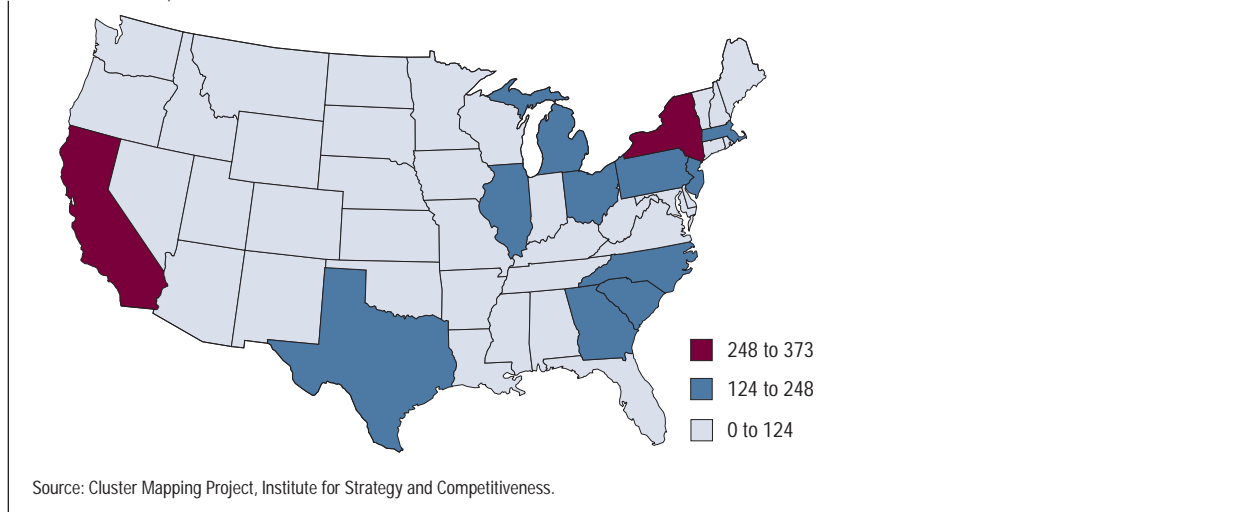 248 to 373
124 to 248
0 to 124
Source: Cluster Mapping Project, Institute for Strategy and Competitiveness.